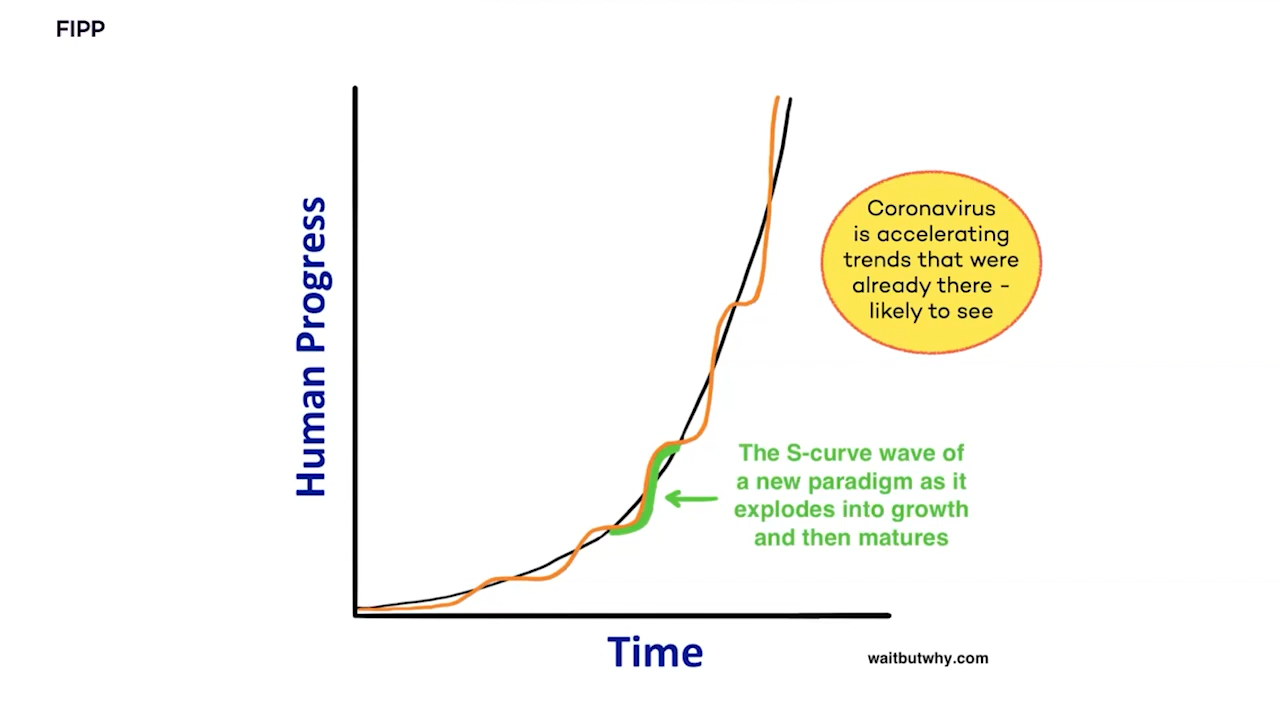 FIPP
Human Progress
Coronavirus
is accelerating
trends that were
already there -
likely to see
The S-curve wave of
a new paradigm as it
explodes into growth
and then matures
Time
waitbutwhy.com